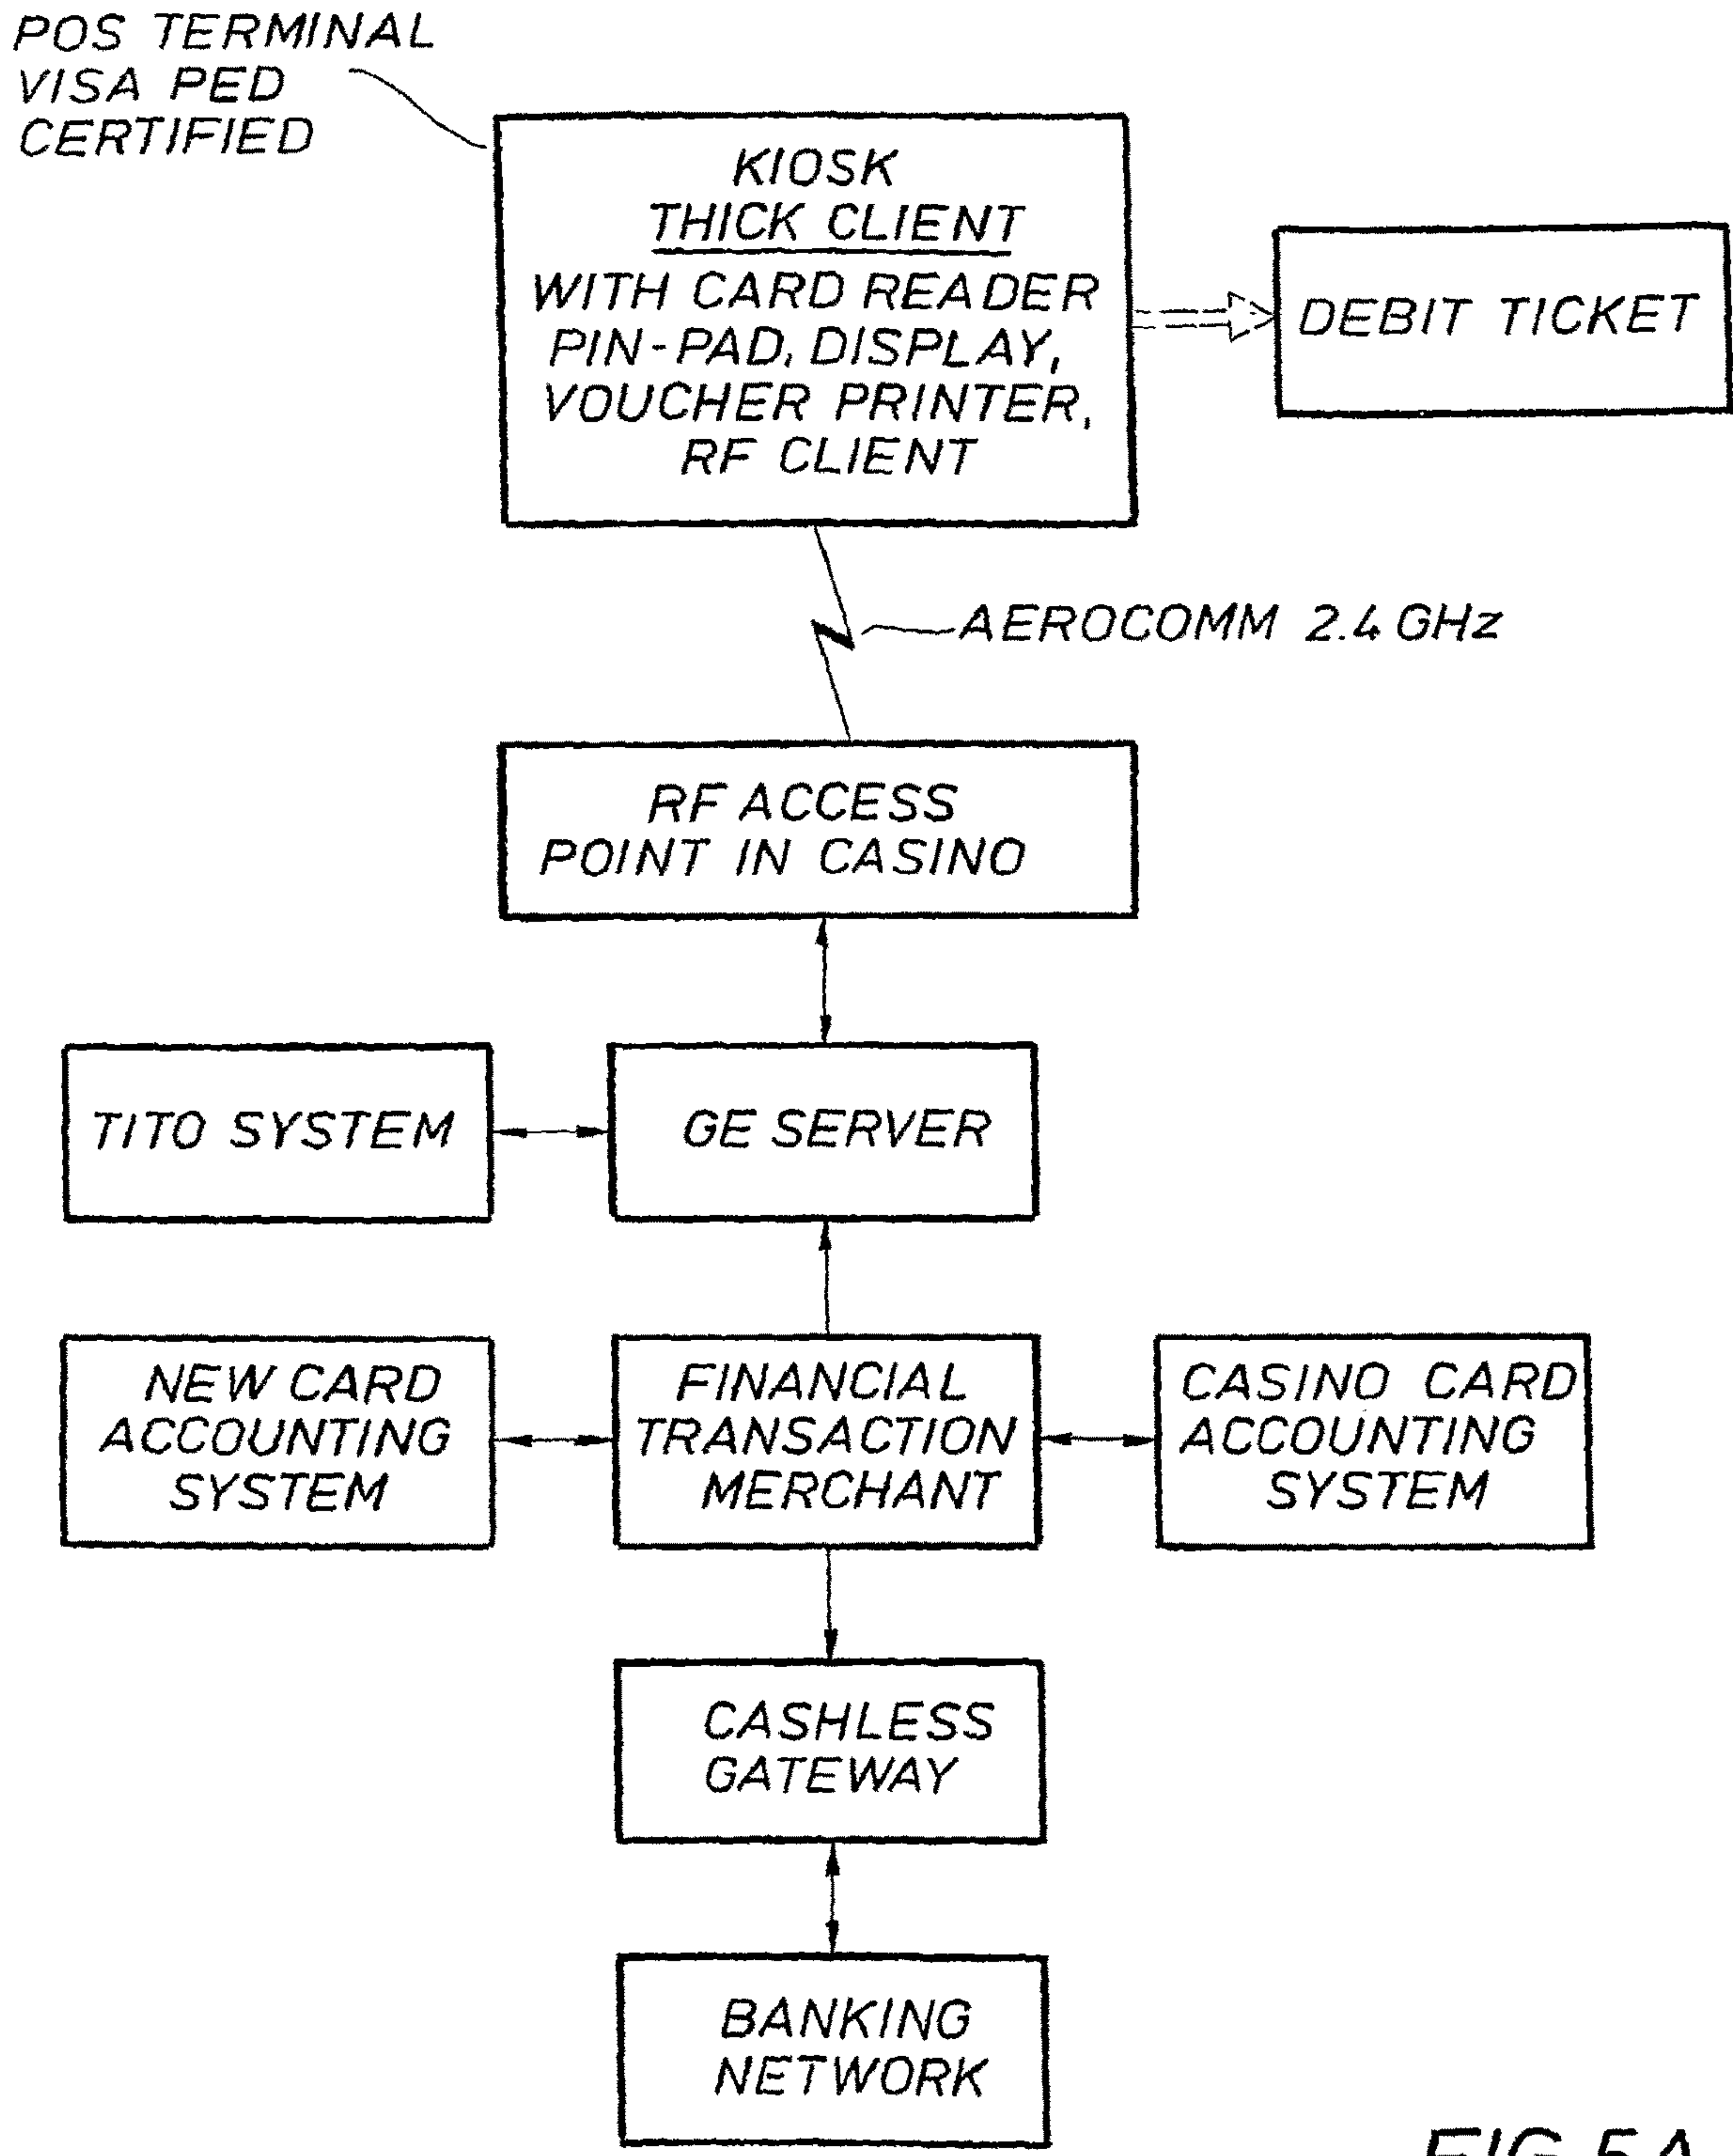 POS TERMINAL
VISA PED
CERTIFIED
KIOSK
THICK CLIENT
WITH CARD READER
PIN-PAD, DISPLAY,
VOUCHER PRINTER,
RF CLIENT
DEBIT TICKET
AEROCOMM 2.4 GHz
RF ACCESS
POINT IN CASINO
TITO SYSTEM
GE SERVER
NEW CARD
ACCOUNTING
SYSTEM
FINANCIAL
TRANSACTION
MERCHANT
CASINO CARD
ACCOUNTING
SYSTEM
CASHLESS
GATEWAY
BANKING
NETWORK
FIG.5A